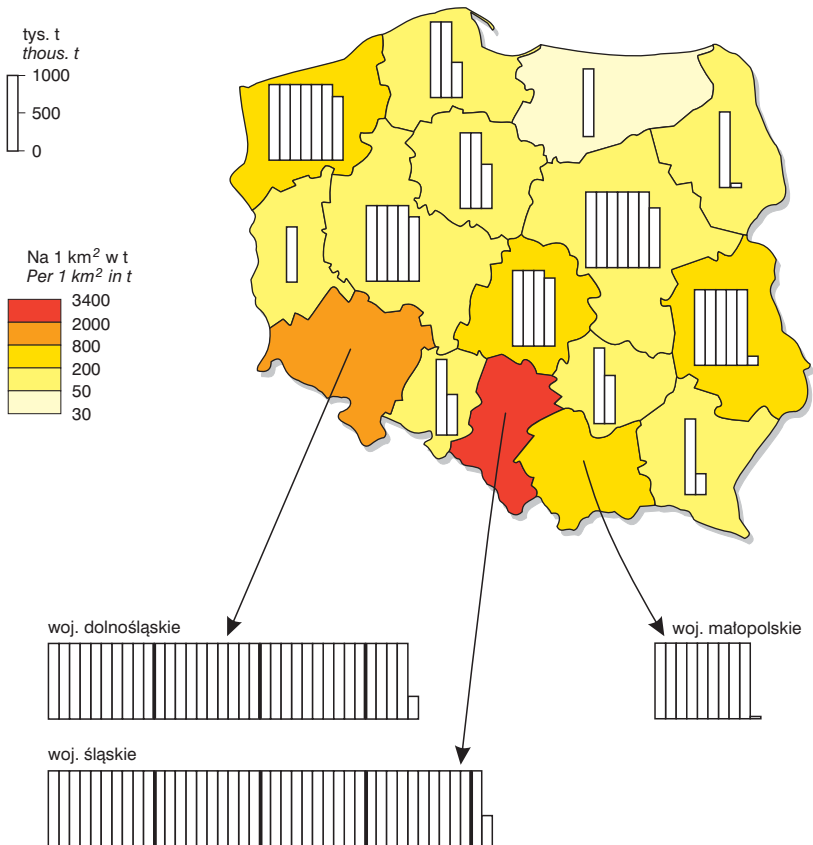 tys. t
thous. t
1000
500
0
Na 1 km² w t
Per 1 km² in t
3400
2000
800
200
50
30
woj. dolnośląskie
woj. małopolskie
woj. śląskie